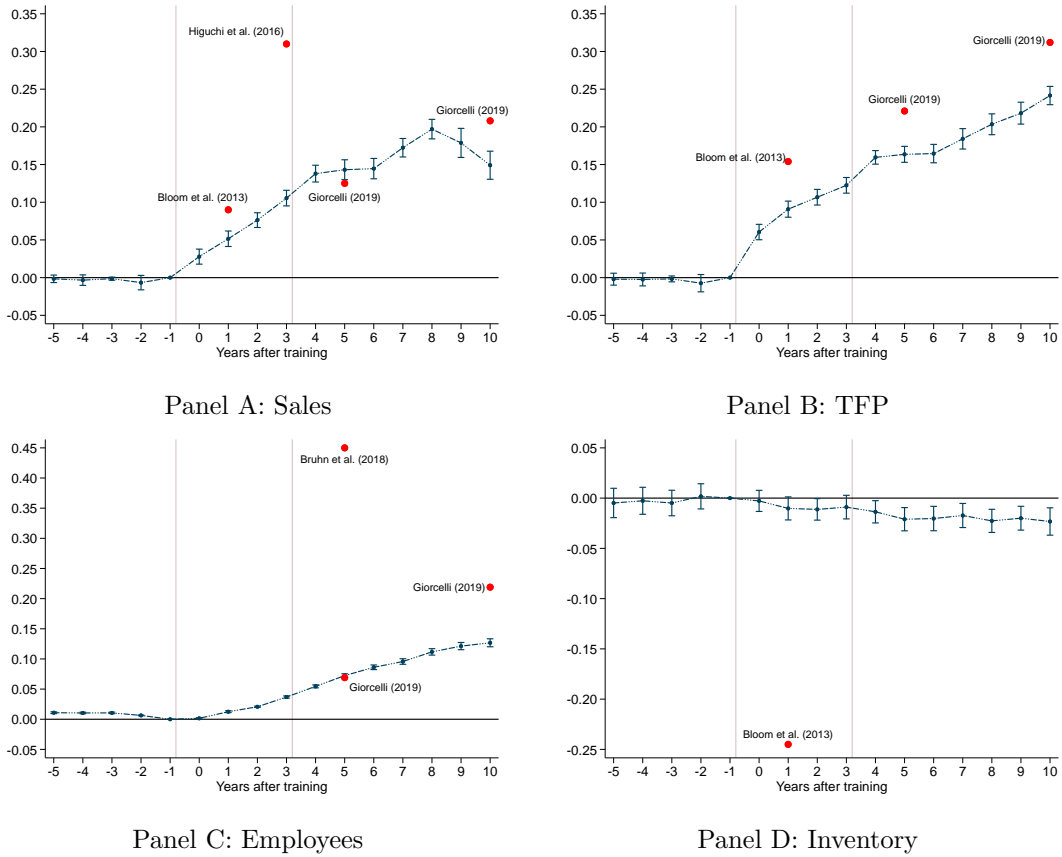 0.35
0.30
0.25
0.20
0.15
0.10
0.05
0.00
-0.05
Higuchi et al. (2016)
Giorcelli (2019)
Bloom et al. (2013)
Giorcelli (2019)
-5 -4 -3 -2 -1 0 1 2 3 4 5 6 7 8 9 10
Years after training
Panel A: Sales
0.35
0.30
0.25
0.20
0.15
0.10
0.05
0.00
-0.05
Giorcelli (2019)
Giorcelli (2019)
Bloom et al. (2013)
-5 -4 -3 -2 -1 0 1 2 3 4 5 6 7 8 9 10
Years after training
Panel B: TFP
0.45
0.40
0.35
0.30
0.25
0.20
0.15
0.10
0.05
0.00
-0.05
Bruhn et al. (2018)
Giorcelli (2019)
Giorcelli (2019)
-5 -4 -3 -2 -1 0 1 2 3 4 5 6 7 8 9 10
Years after training
Panel C: Employees
0.05
0.00
-0.05
-0.10
-0.15
-0.20
-0.25
Bloom et al. (2013)
-5 -4 -3 -2 -1 0 1 2 3 4 5 6 7 8 9 10
Years after training
Panel D: Inventory